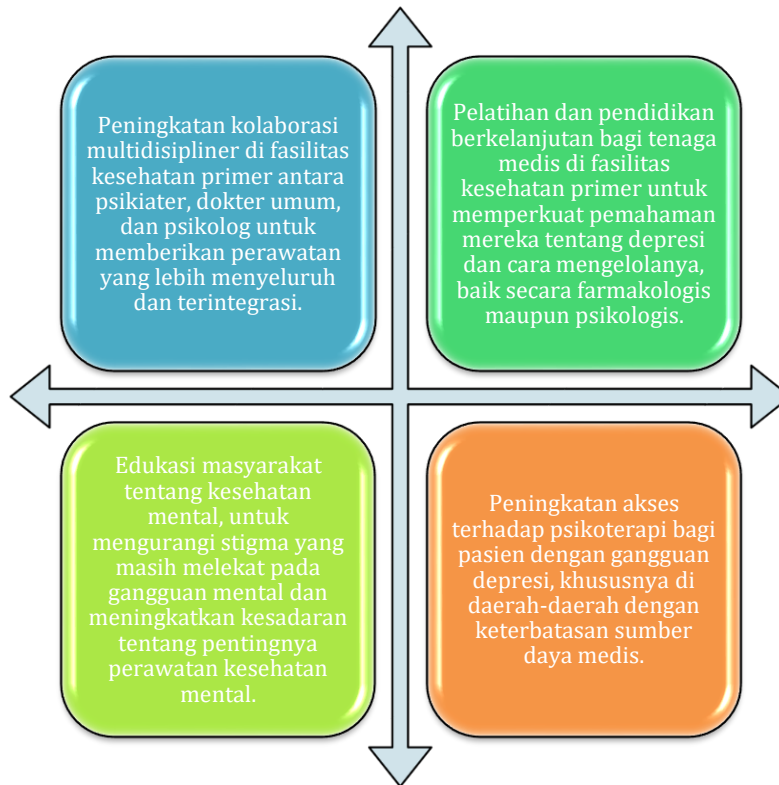 Peningkatan kolaborasi
multidisipliner di fasilitas
kesehatan primer antara
psikiater, dokter umum,
dan psikolog untuk
memberikan perawatan
yang lebih menyeluruh
dan terintegrasi.
Pelatihan dan pendidikan
berkelanjutan bagi tenaga
medis di fasilitas
kesehatan primer untuk
memperkuat pemahaman
mereka tentang depresi
dan cara mengelolanya,
baik secara farmakologis
maupun psikologis.
Edukasi masyarakat
tentang kesehatan
mental, untuk
mengurangi stigma yang
masih melekat pada
gangguan mental dan
meningkatkan kesadaran
tentang pentingnya
perawatan kesehatan
mental.
Peningkatan akses
terhadap psikoterapi bagi
pasien dengan gangguan
depresi, khususnya di
daerah-daerah dengan
keterbatasan sumber
daya medis.